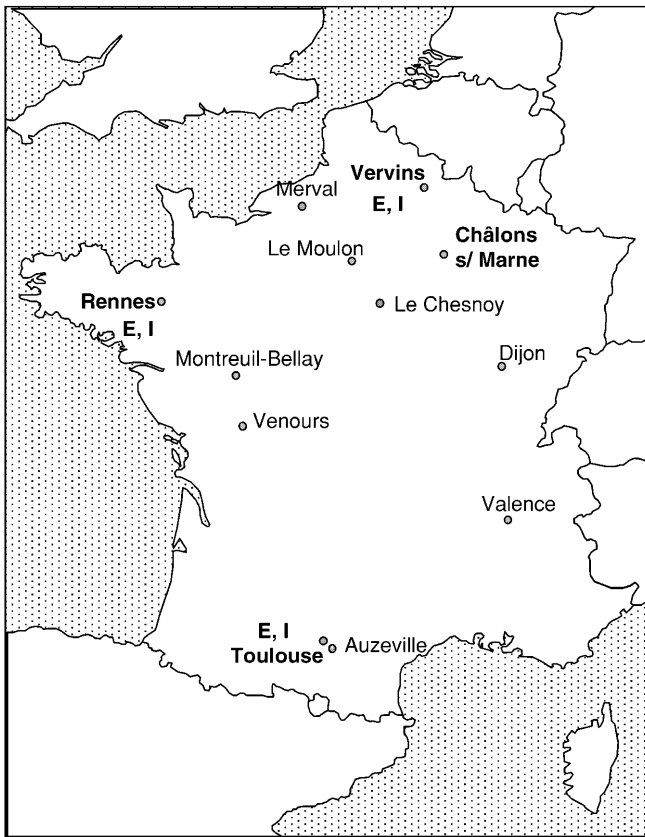 Vervins
Merval
E, I
Châlons
s/ Marne
Le Moulon
Rennes
Le Chesnoy
E, I
Montreuil-Bellay
Dijon
Venours
Valence
E, I
Toulouse
Auzeville